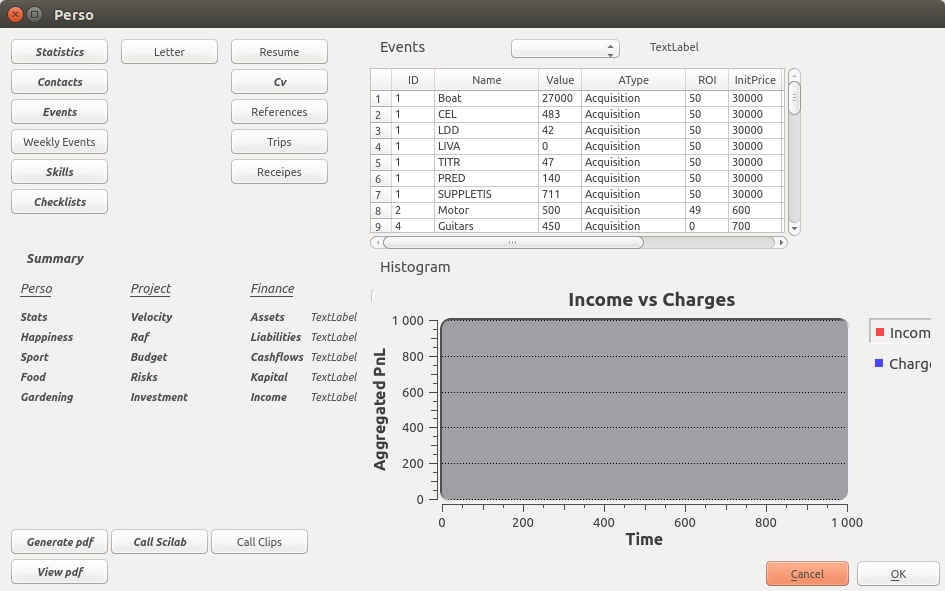 Perso
Statistics Letter Resume
Contacts Cv
Events References
Weekly Events Trips
Skills Receipes
Checklists
Events TextLabel
ID Name Value AType ROI InitPrice
1 1 Boat 27000 Acquisition 50 30000
2 1 CEL 483 Acquisition 50 30000
3 1 LDD 42 Acquisition 50 30000
4 1 LIVA 0 Acquisition 50 30000
5 1 TITR 47 Acquisition 50 30000
6 1 PRED 140 Acquisition 50 30000
7 1 SUPPLETIS 711 Acquisition 50 30000
8 2 Motor 500 Acquisition 49 600
9 4 Guitars 450 Acquisition 0 700
Summary
Perso Project Finance
Stats Velocity Assets TextLabel
Happiness Raf Liabilities TextLabel
Sport Budget Cashflows TextLabel
Food Risks Kapital TextLabel
Gardening Investment Income TextLabel
Histogram
Income vs Charges
Aggregated PnL
1 000
800
600
400
200
0
0 200 400 600 800 1 000
Time
Incom
Charg
Generate pdf Call Scilab Call Clips
View pdf
Cancel OK